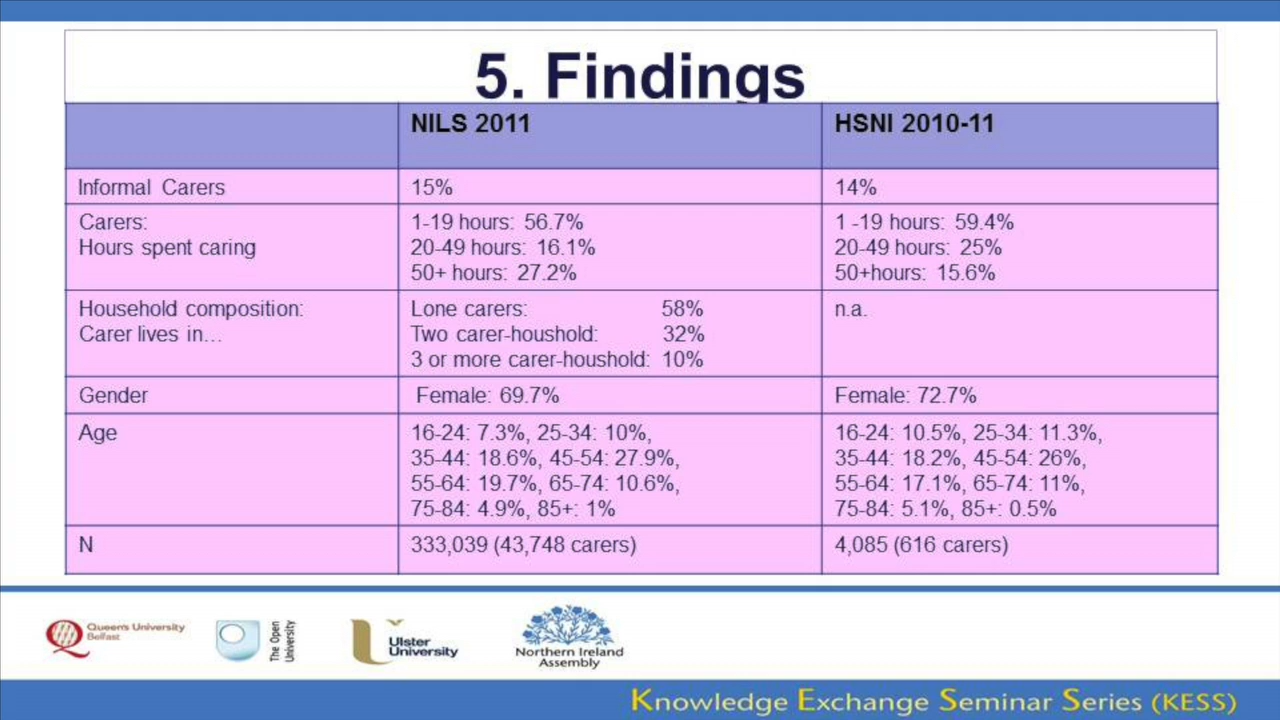 5. Findings
NILS 2011
HSNI 2010-11
Informal Carers
15%
14%
Carers:
Hours spent caring
1-19 hours: 56.7%
20-49 hours: 16.1%
50+ hours: 27.2%
1 -19 hours: 59.4%
20-49 hours: 25%
50+hours: 15.6%
Household composition:
Carer lives in…
Lone carers: 58%
Two carer-houshold: 32%
3 or more carer-houshold: 10%
n.a.
Gender
Female: 69.7%
Female: 72.7%
Age
16-24: 7.3%, 25-34: 10%,
35-44: 18.6%, 45-54: 27.9%,
55-64: 19.7%, 65-74: 10.6%,
75-84: 4.9%, 85+: 1%
16-24: 10.5%, 25-34: 11.3%,
35-44: 18.2%, 45-54: 26%,
55-64: 17.1%, 65-74: 11%,
75-84: 5.1%, 85+: 0.5%
N
333,039 (43,748 carers)
4,085 (616 carers)
Queen's University
Belfast
The Open
University
Ulster
University
Northern Ireland
Assembly
Knowledge Exchange Seminar Series (KESS)